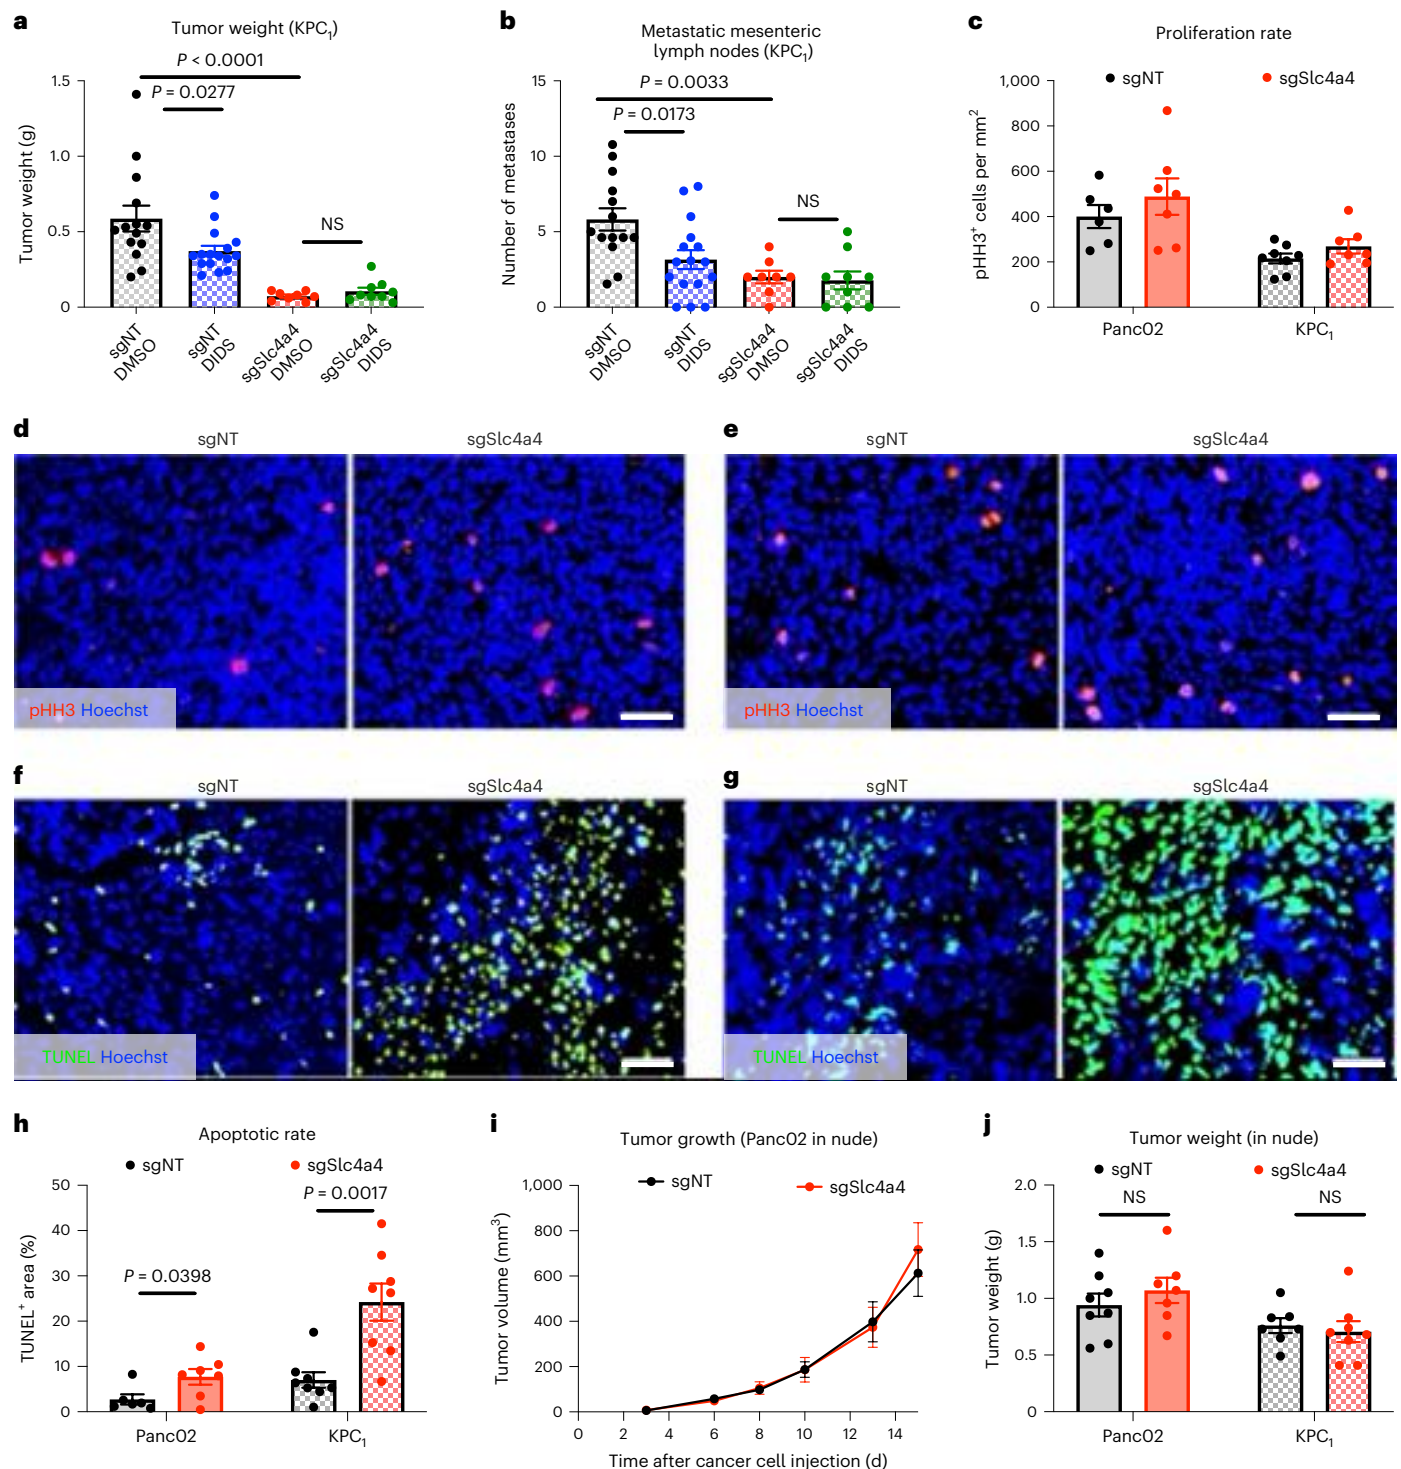 a
Tumor weight (KPC1)
P < 0.0001
P = 0.0277
NS
Tumor weight (g)
1.5
1.0
0.5
0
sgNT
DMSO
sgNT
DIDS
sgSlc4a4
DMSO
sgSlc4a4
DIDS
b
Metastatic mesenteric
lymph nodes (KPC1)
P = 0.0033
P = 0.0173
NS
Number of metastases
15
10
5
0
sgNT
DMSO
sgNT
DIDS
sgSlc4a4
DMSO
sgSlc4a4
DIDS
c
Proliferation rate
sgNT
sgSlc4a4
pHH3+ cells per mm2
1,000
800
600
400
200
0
Panc02
KPC1
d
sgNT
sgSlc4a4
pHH3 Hoechst
e
sgNT
sgSlc4a4
pHH3 Hoechst
f
sgNT
sgSlc4a4
TUNEL Hoechst
g
sgNT
sgSlc4a4
TUNEL Hoechst
h
Apoptotic rate
sgNT
sgSlc4a4
P = 0.0017
P = 0.0398
TUNEL+ area (%)
50
40
30
20
10
0
Panc02
KPC1
i
Tumor growth (Panc02 in nude)
sgNT
sgSlc4a4
Tumor volume (mm3)
1,000
800
600
400
200
0
0 2 4 6 8 10 12 14
Time after cancer cell injection (d)
j
Tumor weight (in nude)
sgNT
sgSlc4a4
NS
NS
Tumor weight (g)
2.0
1.5
1.0
0.5
0
Panc02
KPC1